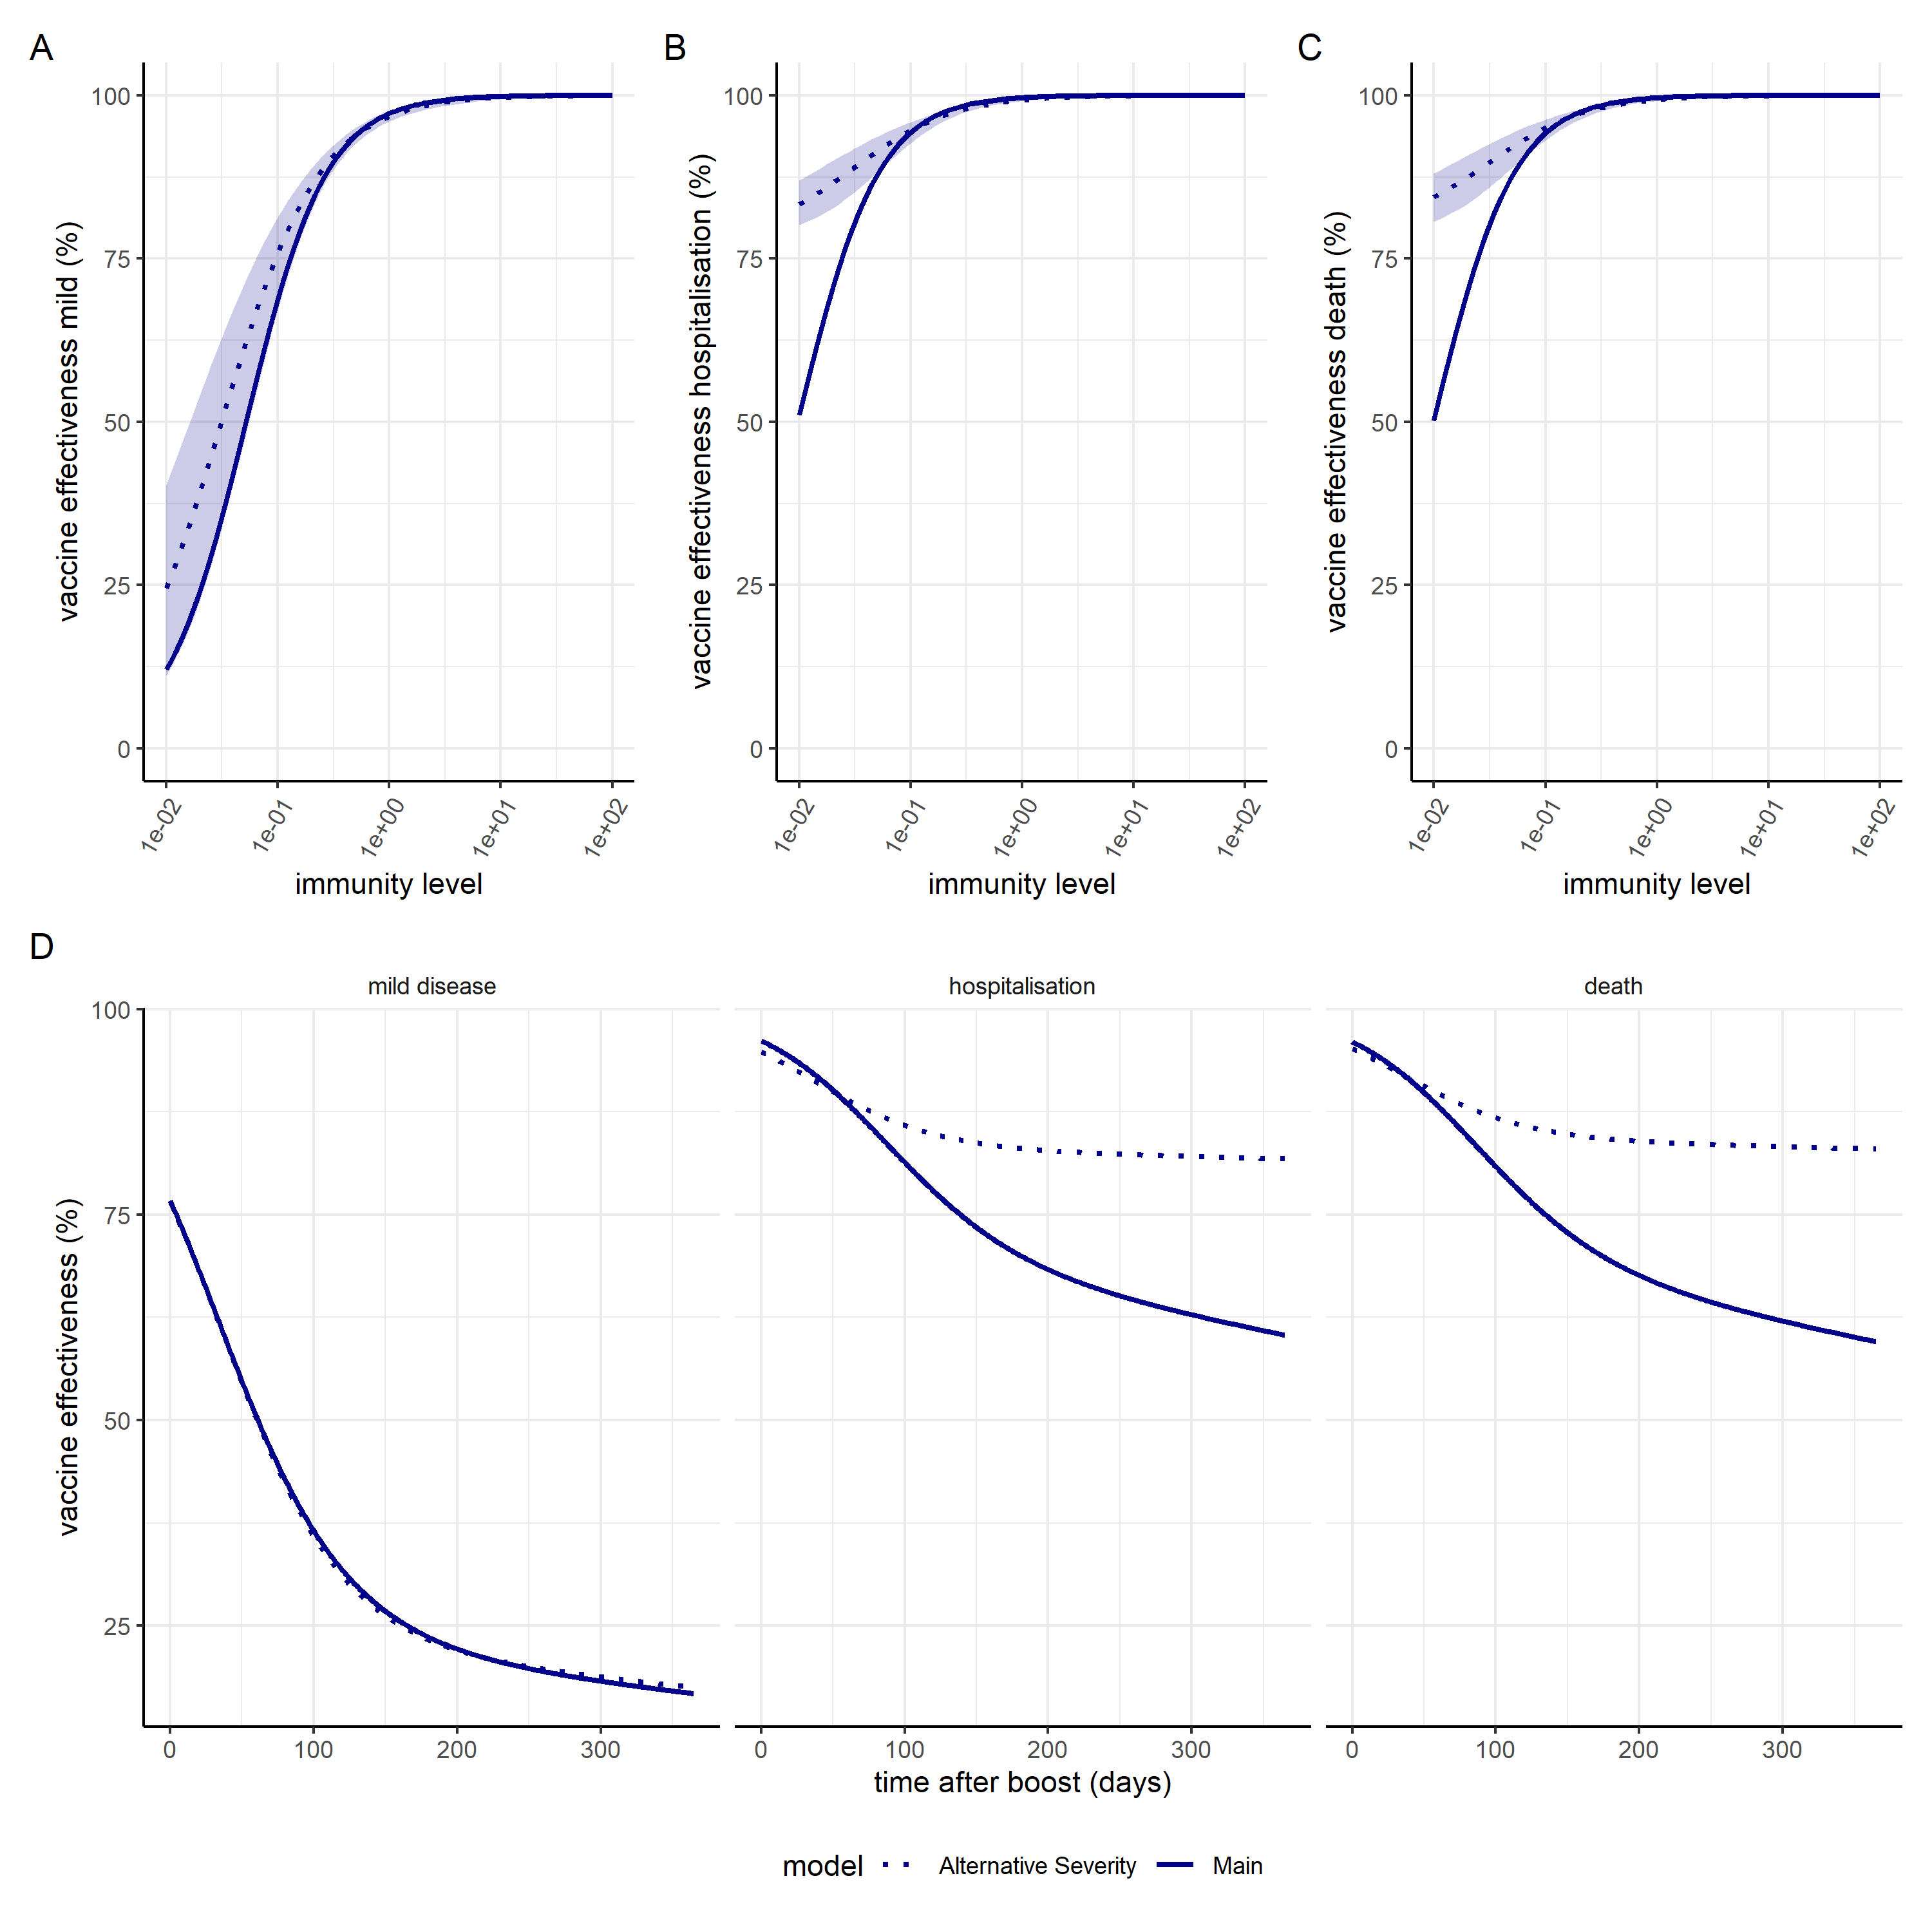 A
vaccine effectiveness mild (%)
100
75
50
25
0
1e-02 1e-01 1e+00 1e+01 1e+02
immunity level
B
vaccine effectiveness hospitalisation (%)
100
75
50
25
0
1e-02 1e-01 1e+00 1e+01 1e+02
immunity level
C
vaccine effectiveness death (%)
100
75
50
25
0
1e-02 1e-01 1e+00 1e+01 1e+02
immunity level
D
mild disease hospitalisation death
vaccine effectiveness (%)
100
75
50
25
0 100 200 300 0 100 200 300 0 100 200 300
time after boost (days)
model Alternative Severity Main